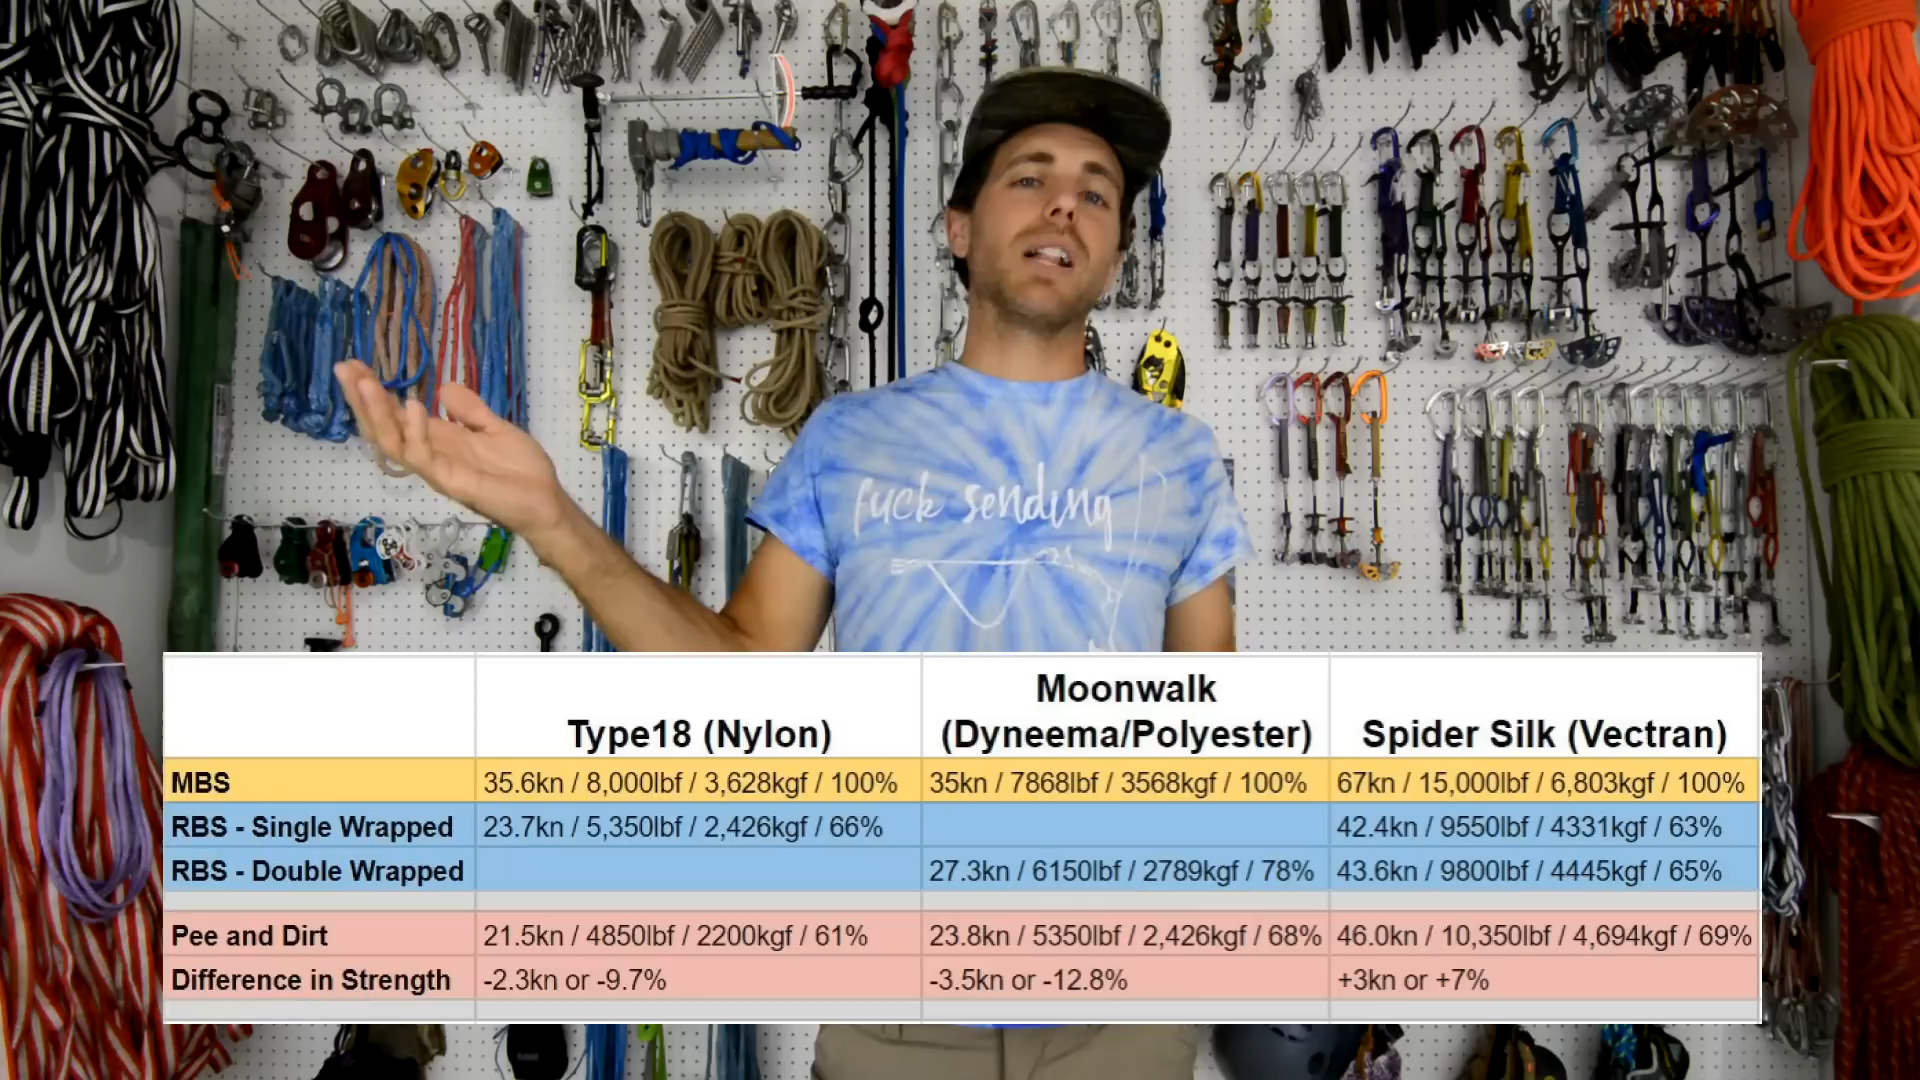 fuck sending
Moonwalk
Type18 (Nylon) (Dyneema/Polyester) Spider Silk (Vectran)
MBS 35.6kn / 8,000lbf / 3,628kgf / 100% 35kn / 7868lbf / 3568kgf / 100% 67kn / 15,000lbf / 6,803kgf / 100%
RBS - Single Wrapped 23.7kn / 5,350lbf / 2,426kgf / 66% 42.4kn / 9550lbf / 4331kgf / 63%
RBS - Double Wrapped 27.3kn / 6150lbf / 2789kgf / 78% 43.6kn / 9800lbf / 4445kgf / 65%
Pee and Dirt 21.5kn / 4850lbf / 2200kgf / 61% 23.8kn / 5350lbf / 2,426kgf / 68% 46.0kn / 10,350lbf / 4,694kgf / 69%
Difference in Strength -2.3kn or -9.7% -3.5kn or -12.8% +3kn or +7%